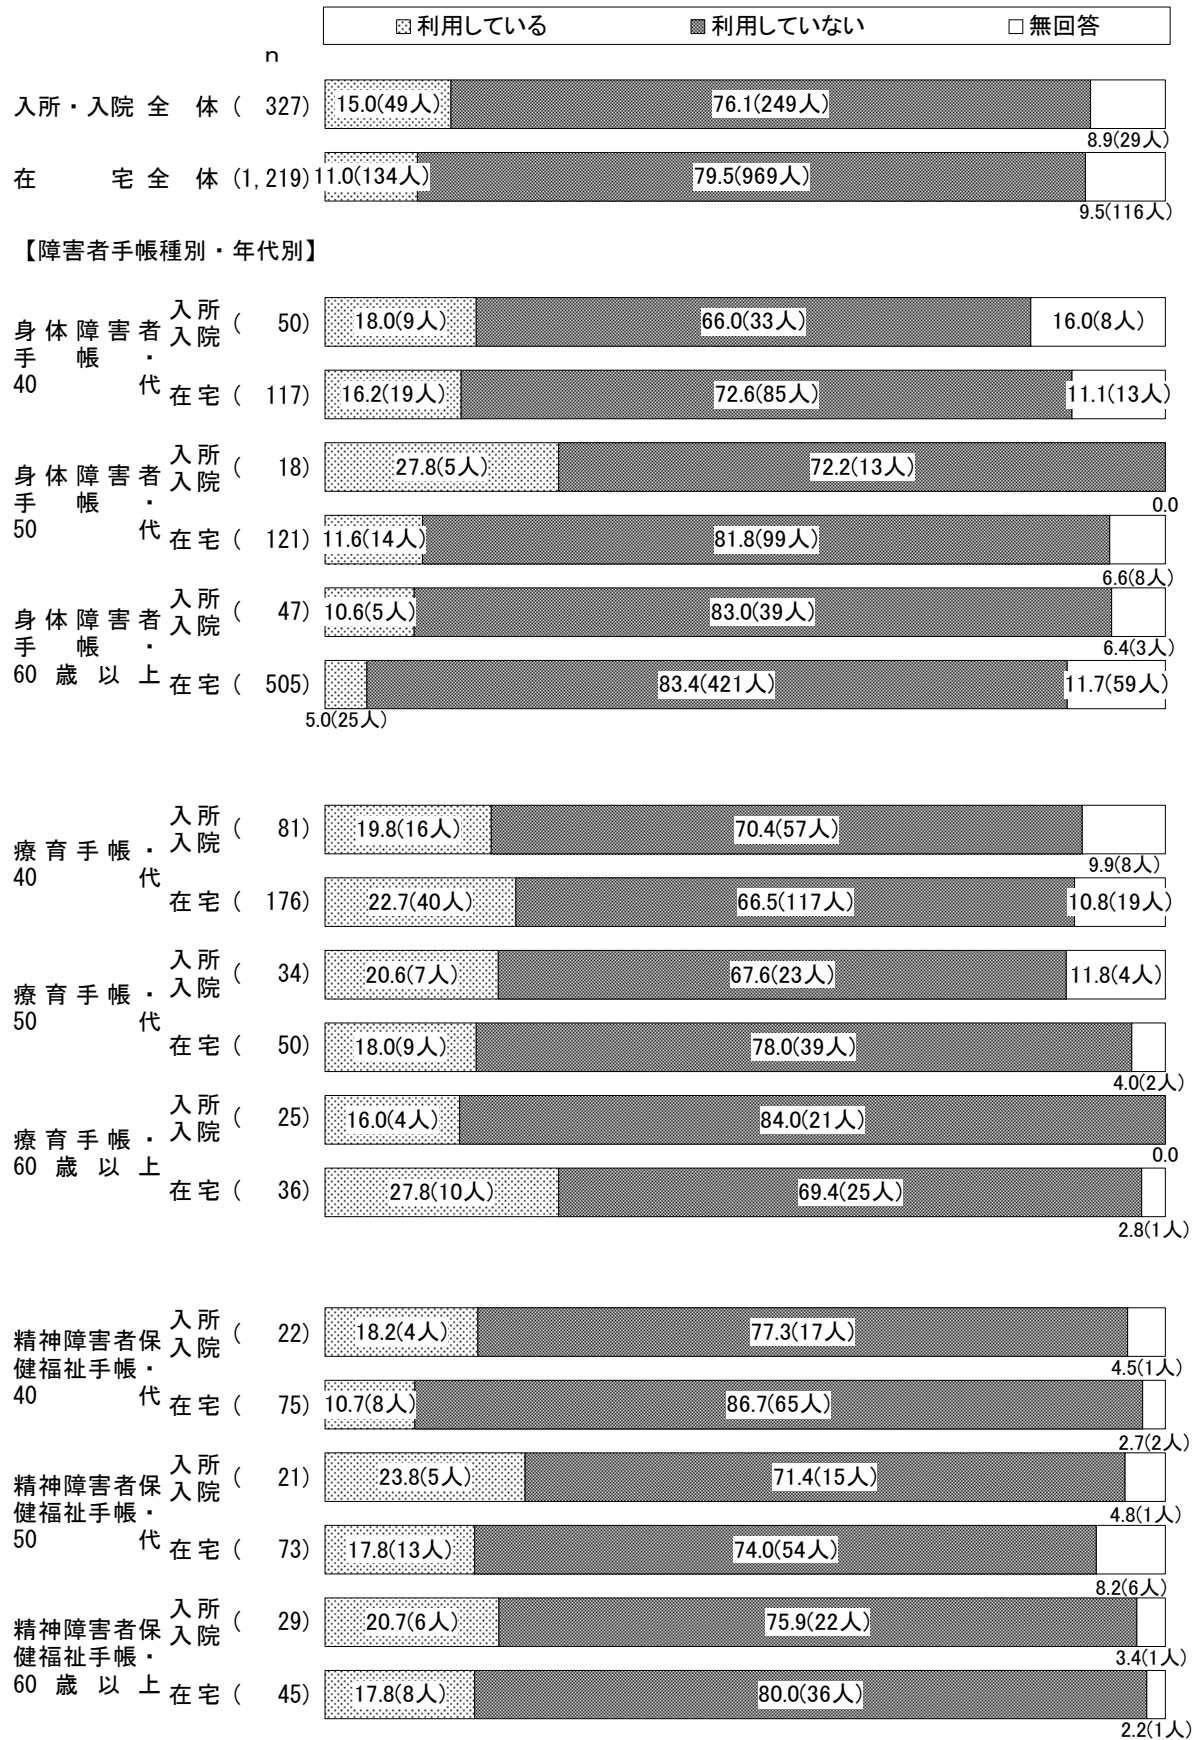 利用している 利用していない 無回答
n
入所・入院 全 体 ( 327) 15.0(49人) 76.1(249人) 8.9(29人)
在 宅 全 体 (1,219) 11.0(134人) 79.5(969人) 9.5(116人)
【障害者手帳種別・年代別】
身体障害者
手帳・
40代
入所
入院 ( 50) 18.0(9人) 66.0(33人) 16.0(8人)
在宅 ( 117) 16.2(19人) 72.6(85人) 11.1(13人)
身体障害者
手帳・
50代
入所
入院 ( 18) 27.8(5人) 72.2(13人) 0.0
在宅 ( 121) 11.6(14人) 81.8(99人) 6.6(8人)
身体障害者
手帳・
60歳以上
入所
入院 ( 47) 10.6(5人) 83.0(39人) 6.4(3人)
在宅 ( 505) 5.0(25人) 83.4(421人) 11.7(59人)
療育手帳・
40代
入所
入院 ( 81) 19.8(16人) 70.4(57人) 9.9(8人)
在宅 ( 176) 22.7(40人) 66.5(117人) 10.8(19人)
療育手帳・
50代
入所
入院 ( 34) 20.6(7人) 67.6(23人) 11.8(4人)
在宅 ( 50) 18.0(9人) 78.0(39人) 4.0(2人)
療育手帳・
60歳以上
入所
入院 ( 25) 16.0(4人) 84.0(21人) 0.0
在宅 ( 36) 27.8(10人) 69.4(25人) 2.8(1人)
精神障害者保
健福祉手帳・
40代
入所
入院 ( 22) 18.2(4人) 77.3(17人) 4.5(1人)
在宅 ( 75) 10.7(8人) 86.7(65人) 2.7(2人)
精神障害者保
健福祉手帳・
50代
入所
入院 ( 21) 23.8(5人) 71.4(15人) 4.8(1人)
在宅 ( 73) 17.8(13人) 74.0(54人) 8.2(6人)
精神障害者保
健福祉手帳・
60歳以上
入所
入院 ( 29) 20.7(6人) 75.9(22人) 3.4(1人)
在宅 ( 45) 17.8(8人) 80.0(36人) 2.2(1人)